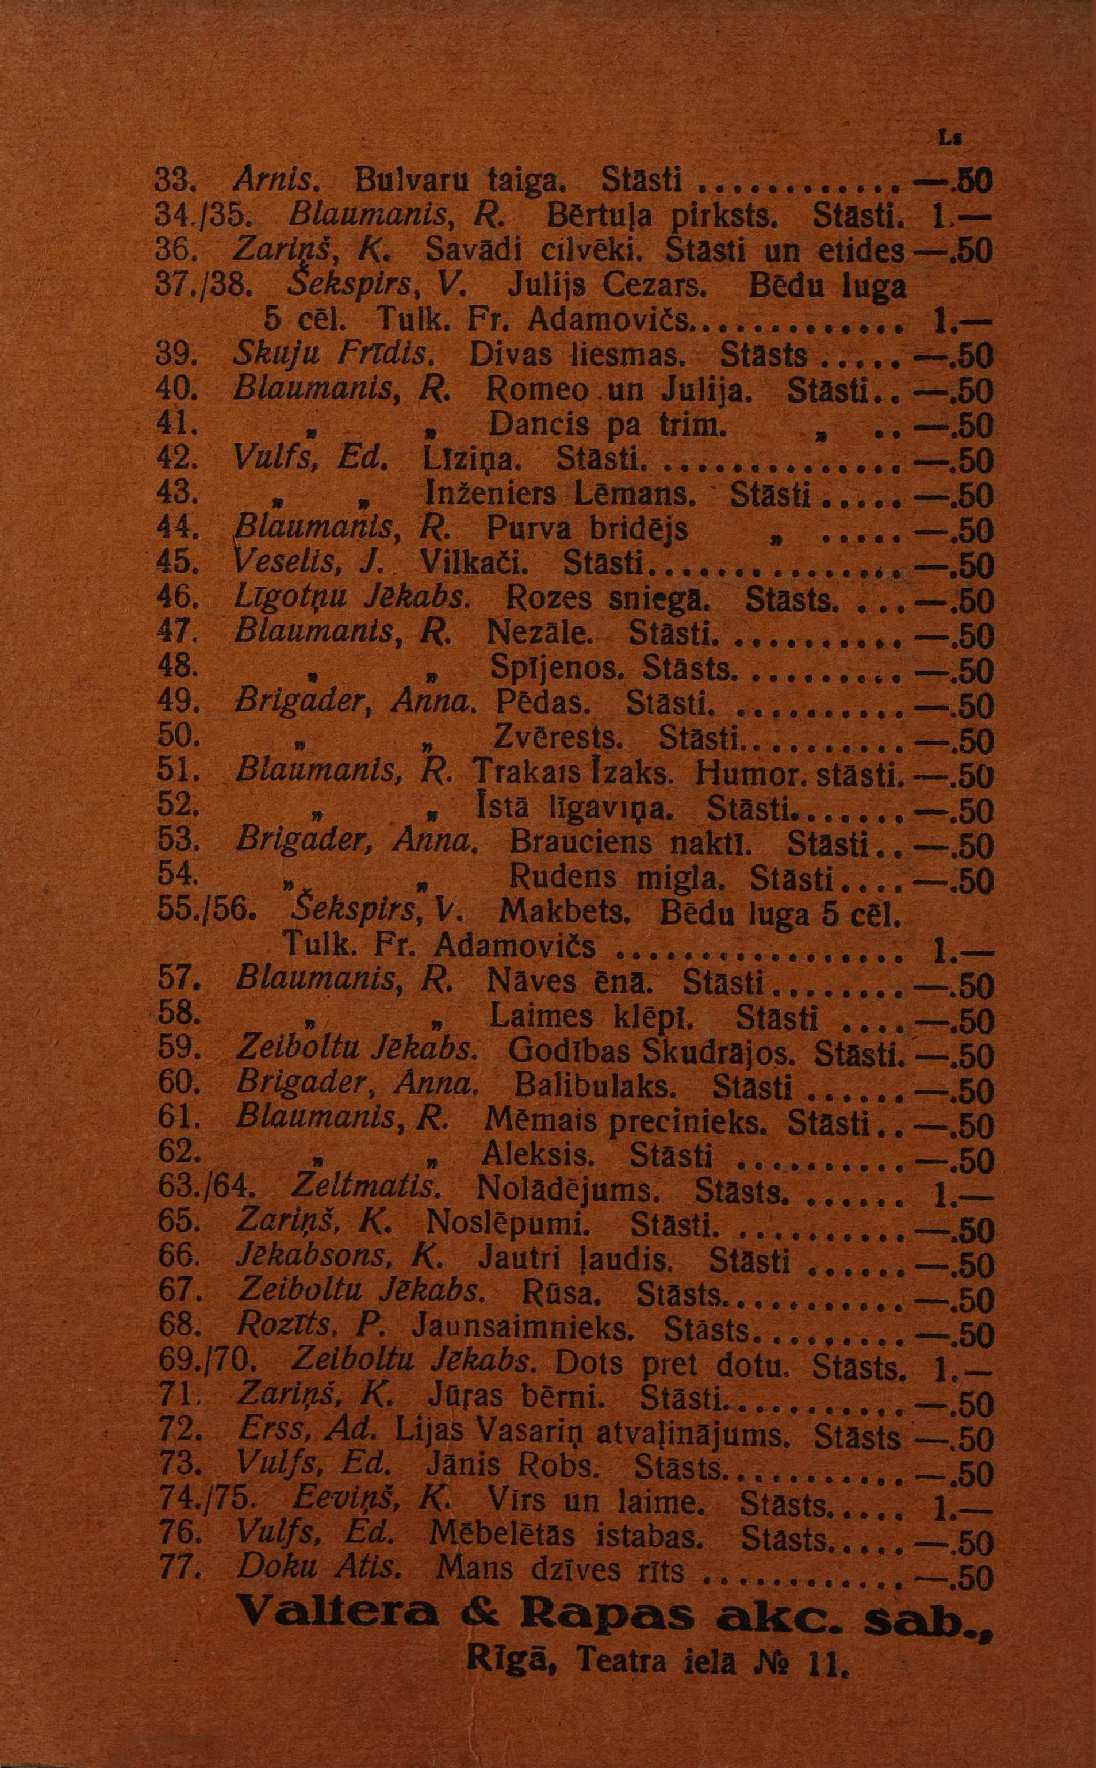 Ls
33. Arnis. Bulvaru taiga. Stāsti ............ —.50
34./35. Blaumanis, R. Bērtuļa pirksts. Stāsti. 1.—
36. Zariņš, K. Savādi cilvēki. Stāsti un etides —.50
37./38. Šekspirs, V. Julijs Cezars. Bēdu luga
5 cēl. Tulk. Fr. Adamovičs............. 1.—
39. Skuju Frīdis. Divas liesmas. Stāsts ..... —.50
40. Blaumanis, R. Romeo un Julija. Stāsti.. —.50
41. „ „ Dancis pa trim. „ .. —.50
42. Vulfs, Ed. Līziņa. Stāsti. .............. —.50
43. „ „ Inženiers Lēmans. Stāsti ..... —.50
44. Blaumanis, R. Purva bridējs „ ..... —.50
45. Veselis, J. Vilkači. Stāsti............... —.50
46. Līgotņu Jēkabs. Rozes sniegā. Stāsts. ... —.50
47. Blaumanis, R. Nezāle. Stāsti. .......... —.50
48. „ „ Spījenos. Stāsts. ......... —.50
49. Brigader, Anna. Pēdas. Stāsti. .......... —.50
50. „ „ Zvērests. Stāsti.......... —.50
51. Blaumanis, R. Trakais Īzaks. Humor. stāsti. —.50
52. „ „ Īstā līgaviņa. Stāsti....... —.50
53. Brigader, Anna. Brauciens naktī. Stāsti.. —.50
54. „ „ Rudens migla. Stāsti.... —.50
55./56. Šekspirs, V. Makbets. Bēdu luga 5 cēl.
Tulk. Fr. Adamovičs ................. 1.—
57. Blaumanis, R. Nāves ēnā. Stāsti........ —.50
58. „ „ Laimes klēpī. Stāsti .... —.50
59. Zeiboltu Jēkabs. Godības Skudrājos. Stāsti. —.50
60. Brigader, Anna. Balibulaks. Stāsti ...... —.50
61. Blaumanis, R. Mēmais precinieks. Stāsti.. —.50
62. „ „ Aleksis. Stāsti .......... —.50
63./64. Zeltmatis. Nolādējums. Stāsts. ...... 1.—
65. Zariņš, K. Noslēpumi. Stāsti. .......... —.50
66. Jēkabsons, K. Jautri ļaudis. Stāsti ...... —.50
67. Zeiboltu Jēkabs. Rūsa. Stāsts........... —.50
68. Rozīts, P. Jaunsaimnieks. Stāsts......... —.50
69./70. Zeiboltu Jēkabs. Dots pret dotu. Stāsts. 1.—
71. Zariņš, K. Jūŗas bērni. Stāsti........... —.50
72. Erss, Ad. Lijas Vasariņ atvaļinājums. Stāsts —.50
73. Vulfs, Ed. Jānis Robs. Stāsts........... —.50
74./75. Eeviņš, K. Vīrs un laime. Stāsts..... 1.—
76. Vulfs, Ed. Mēbelētās istabas. Stāsts..... —.50
77. Doku Atis. Mans dzīves rīts ............ —.50
Valtera & Rapas akc. sab.,
Rīgā, Teatra ielā № 11.